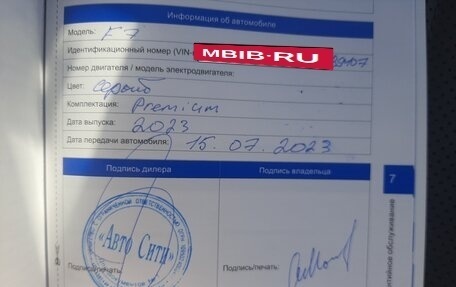 Информация об автомобиле
Модель: F7
Идентификационный номер (VIN-
MBIB-RU
Номер двигателя / модель электродвигателя:
Цвет: серый
Комплектация: Premium
Дата выпуска: 2023
Дата передачи автомобиля: 15.07.2023
Подпись дилера
Подпись владельца
7
«Авто Сити»
Подпись/печать:
Подпись/печать: